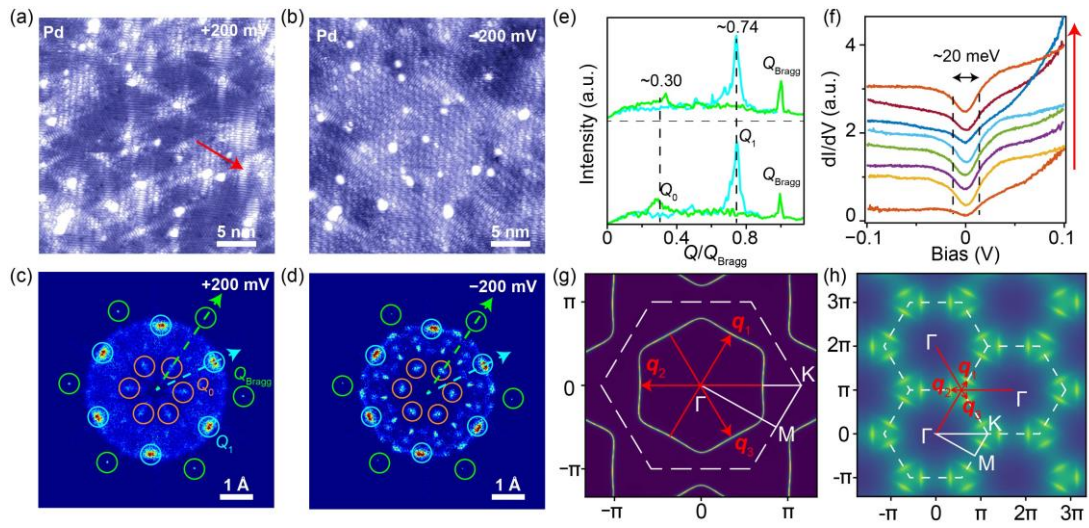 (a)
Pd
+200 mV
5 nm
(b)
Pd
−200 mV
5 nm
(c)
+200 mV
Q0
QBragg
Q1
1 Å
(d)
−200 mV
1 Å
(e)
~0.74
~0.30
QBragg
Q1
Q0
QBragg
Intensity (a.u.)
0 0.4 0.8
Q/QBragg
(f)
~20 meV
dI/dV (a.u.)
4
2
0
−0.1 0 0.1
Bias (V)
(g)
π
0
-π
q1
q2
q3
Γ
K
M
-π 0 π
(h)
3π
2π
π
0
-π
Γ
q1
q2
q3
Γ
Γ
K
M
-π 0 π 2π 3π